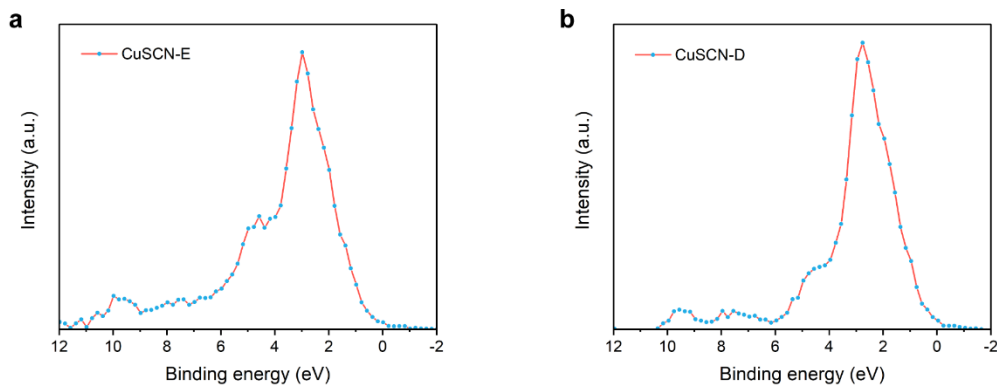 a
CuSCN-E
Intensity (a.u.)
12 10 8 6 4 2 0 -2
Binding energy (eV)
b
CuSCN-D
Intensity (a.u.)
12 10 8 6 4 2 0 -2
Binding energy (eV)